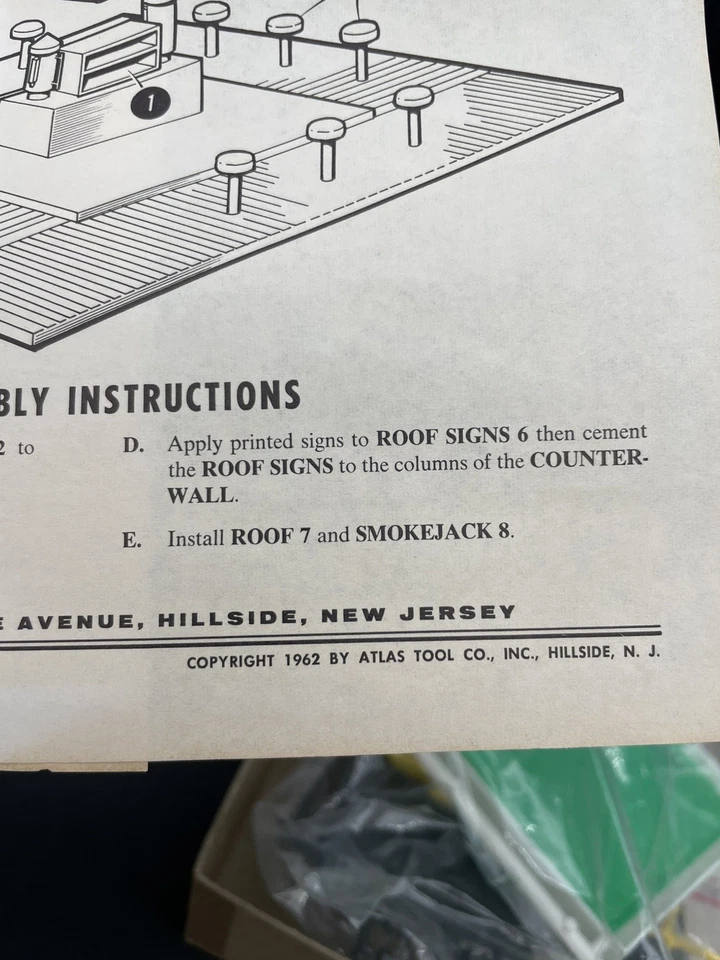 1
BLY INSTRUCTIONS
2 to
D. Apply printed signs to ROOF SIGNS 6 then cement
the ROOF SIGNS to the columns of the COUNTER-
WALL.
E. Install ROOF 7 and SMOKEJACK 8.
E AVENUE, HILLSIDE, NEW JERSEY
COPYRIGHT 1962 BY ATLAS TOOL CO., INC., HILLSIDE, N. J.